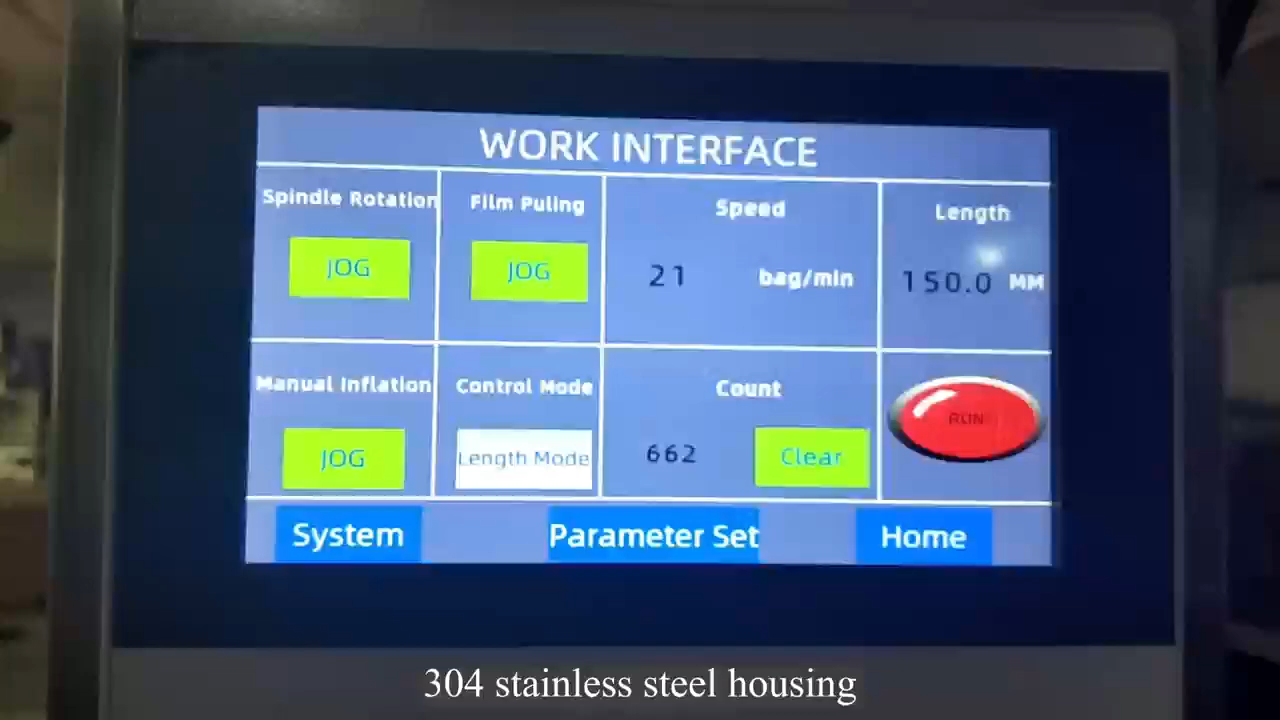 WORK INTERFACE
Spindle Rotation
Film Puling
Speed
Length
JOG
JOG
21
bag/min
150.0 MM
Manual Inflation
Control Mode
Count
RUN
JOG
Length Mode
662
Clear
System
Parameter Set
Home
304 stainless steel housing